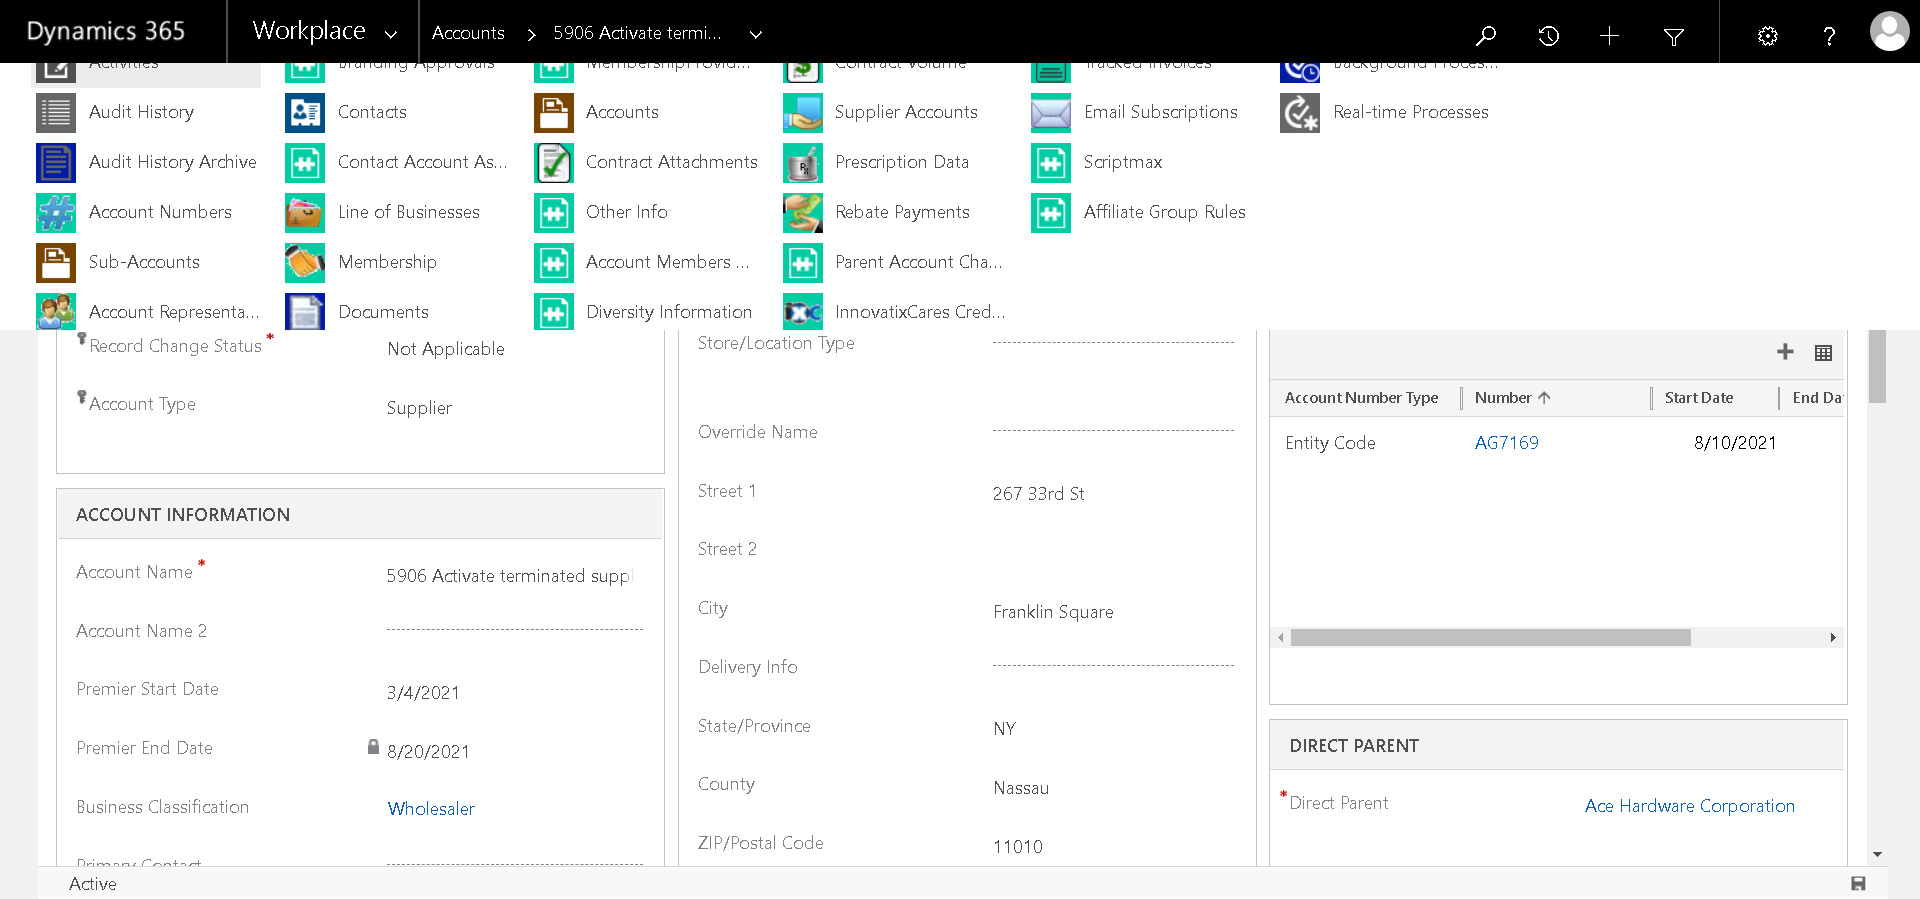 Dynamics 365
Workplace
Accounts
5906 Activate termi...
Activities
Branding Approvals
MembershipProvid...
Contract Volume
Tracked Invoices
Background Proces...
Audit History
Contacts
Accounts
Supplier Accounts
Email Subscriptions
Real-time Processes
Audit History Archive
Contact Account As...
Contract Attachments
Prescription Data
Scriptmax
Account Numbers
Line of Businesses
Other Info
Rebate Payments
Affiliate Group Rules
Sub-Accounts
Membership
Account Members ...
Parent Account Cha...
Account Representa...
Documents
Diversity Information
InnovatixCares Cred...
Record Change Status *
Not Applicable
Account Type
Supplier
ACCOUNT INFORMATION
Account Name *
5906 Activate terminated suppl
Account Name 2
Premier Start Date
3/4/2021
Premier End Date
8/20/2021
Business Classification
Wholesaler
Primary Contact
Store/Location Type
Override Name
Street 1
267 33rd St
Street 2
City
Franklin Square
Delivery Info
State/Province
NY
County
Nassau
ZIP/Postal Code
11010
Account Number Type
Number
Start Date
End Da
Entity Code
AG7169
8/10/2021
DIRECT PARENT
* Direct Parent
Ace Hardware Corporation
Active